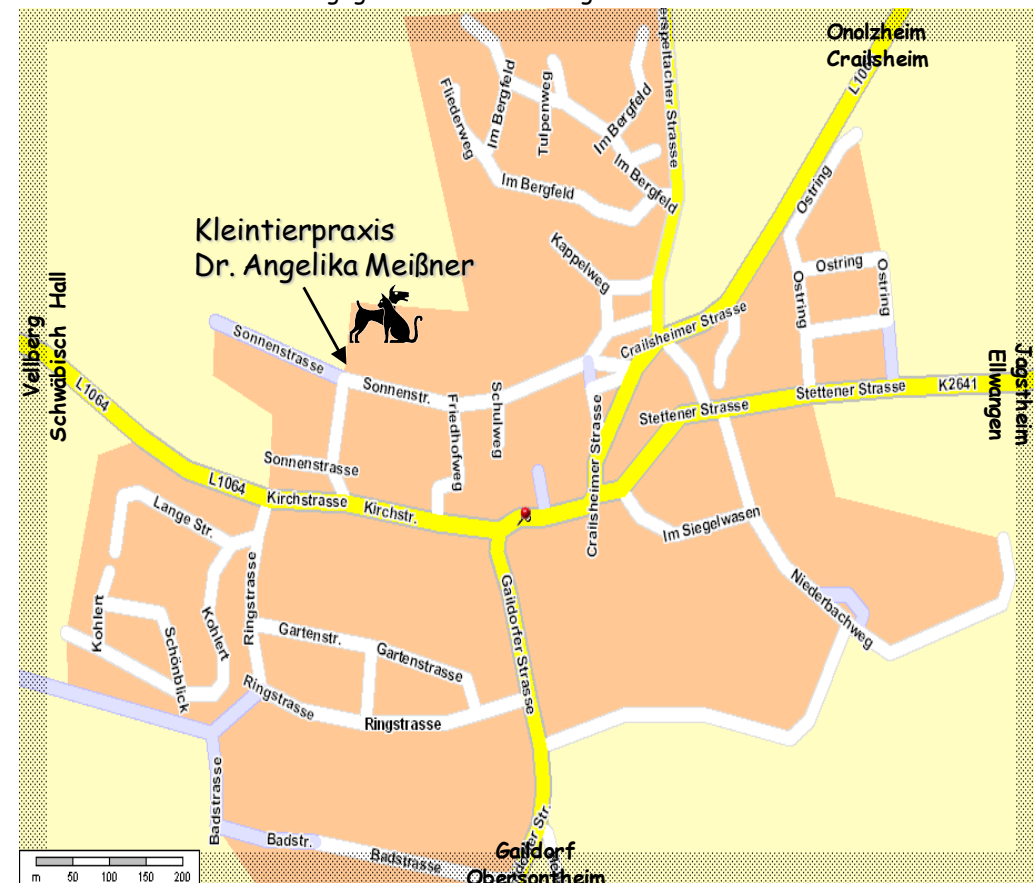 Onolzheim
Crailsheim
Fliederweg
Im Bergfeld
Tulpenweg
Im Bergfeld
Im Bergfeld
Im Bergfeld
Ostring
Kleintierpraxis
Dr. Angelika Meißner
Kappelweg
Ostring
Ostring
Ostring
Vellberg
Schwäbisch Hall
Sonnenstrasse
Crailsheimer Strasse
Jagstheim
Ellwangen
L1064
Sonnenstr.
Friedhofweg
Schulweg
Stettener Strasse
Stettener Strasse
K2641
Sonnenstrasse
Crailsheimer Strasse
L1064
Kirchstrasse
Kirchstr.
Lange Str.
Im Siegelwasen
Ringstrasse
Kohlert
Kohlert
Schönblick
Gartenstr.
Gartenstrasse
Gaildorfer Strasse
Niederbachweg
Ringstrasse
Ringstrasse
Badstrasse
Badstr.
Badstrasse
Gaildorf
Obersontheim
m 50 100 150 200